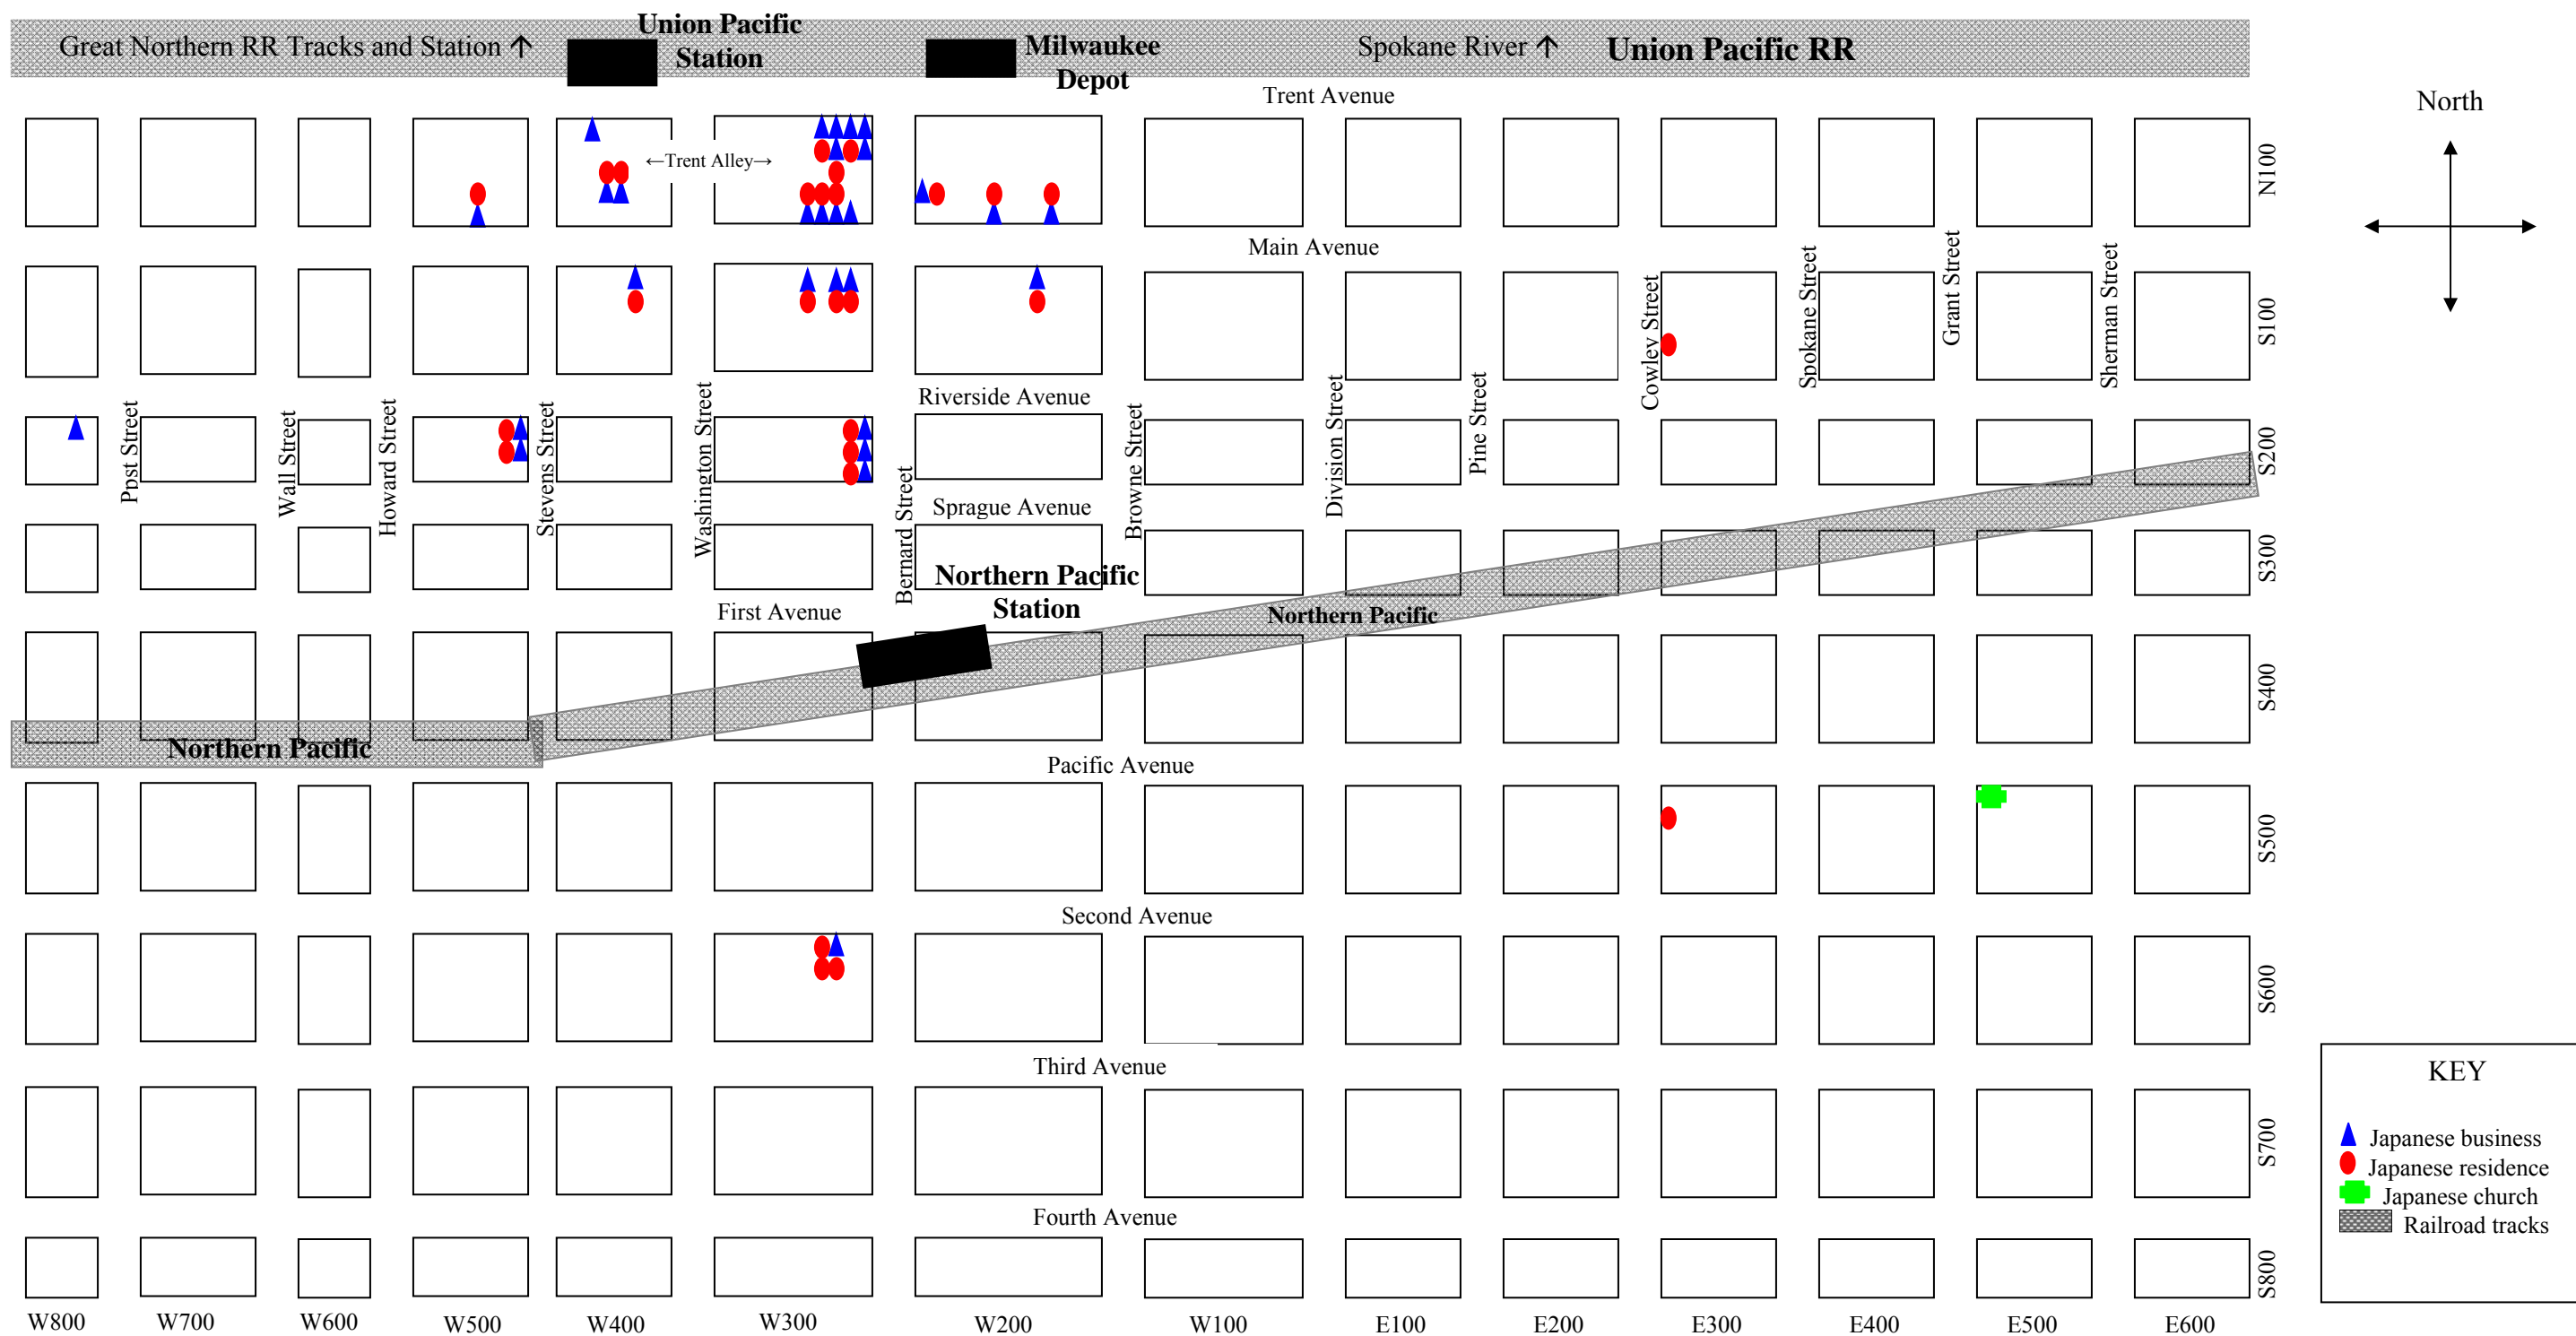 Union Pacific
Station
Great Northern RR Tracks and Station ↑
Milwaukee
Depot
Spokane River ↑
Union Pacific RR
Trent Avenue
North
←Trent Alley→
N100
Main Avenue
S100
Cowley Street
Spokane Street
Grant Street
Sherman Street
Riverside Avenue
Ppst Street
Wall Street
Howard Street
Stevens Street
Washington Street
Bernard Street
Browne Street
Division Street
Pine Street
S200
Sprague Avenue
S300
Northern Pacific
Station
First Avenue
Northern Pacific
S400
Northern Pacific
Pacific Avenue
S500
Second Avenue
S600
Third Avenue
S700
Fourth Avenue
S800
KEY
Japanese business
Japanese residence
Japanese church
Railroad tracks
W800 W700 W600 W500 W400 W300 W200 W100 E100 E200 E300 E400 E500 E600